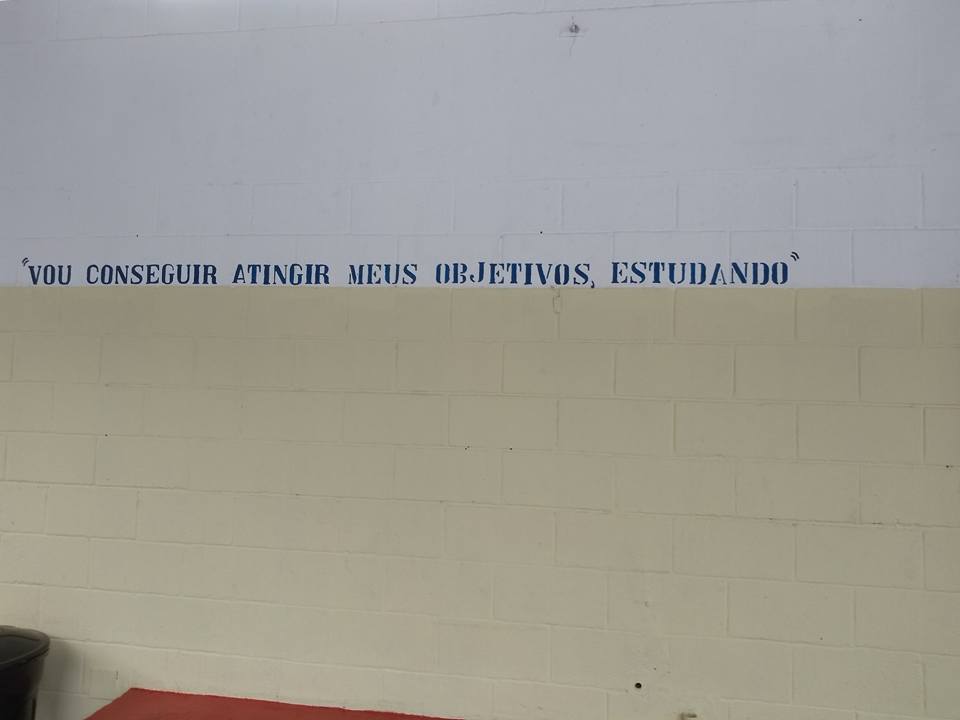 "VOU CONSEGUIR ATINGIR MEUS OBJETIVOS, ESTUDANDO"